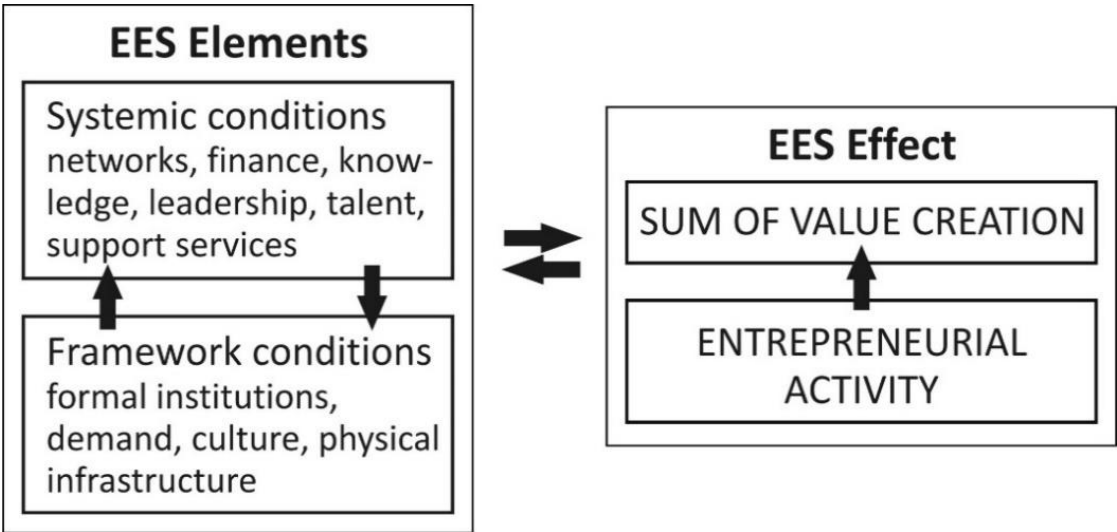 EES Elements
Systemic conditions
networks, finance, know-
ledge, leadership, talent,
support services
Framework conditions
formal institutions,
demand, culture, physical
infrastructure
EES Effect
SUM OF VALUE CREATION
ENTREPRENEURIAL
ACTIVITY